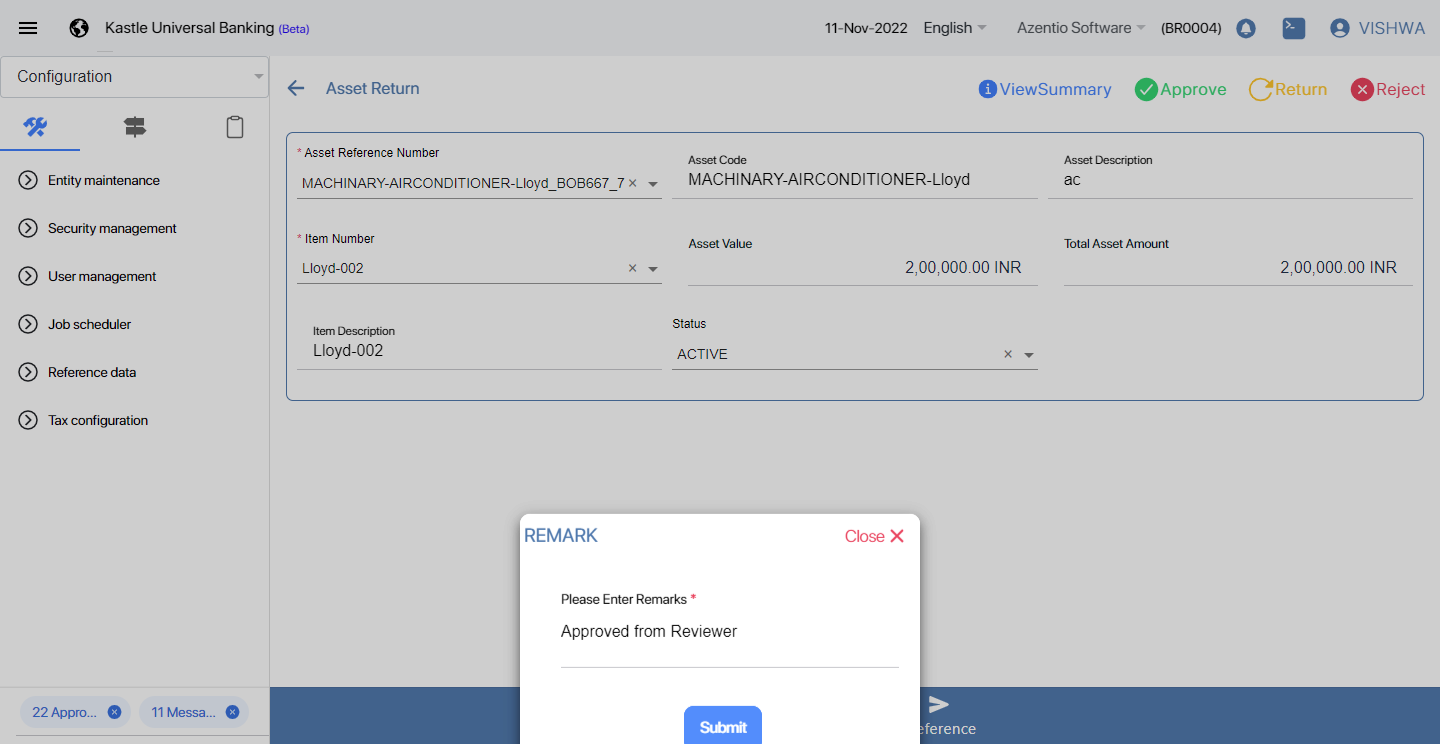 Kastle Universal Banking (Beta)
11-Nov-2022
English
Azentio Software
(BR0004)
VISHWA
Configuration
Asset Return
ViewSummary
Approve
Return
Reject
Entity maintenance
Security management
User management
Job scheduler
Reference data
Tax configuration
* Asset Reference Number
MACHINARY-AIRCONDITIONER-Lloyd_BOB667_7
Asset Code
MACHINARY-AIRCONDITIONER-Lloyd
Asset Description
ac
* Item Number
Lloyd-002
Asset Value
2,00,000.00 INR
Total Asset Amount
2,00,000.00 INR
Item Description
Lloyd-002
Status
ACTIVE
REMARK
Close
Please Enter Remarks *
Approved from Reviewer
Submit
22 Appro...
11 Messa...
eference